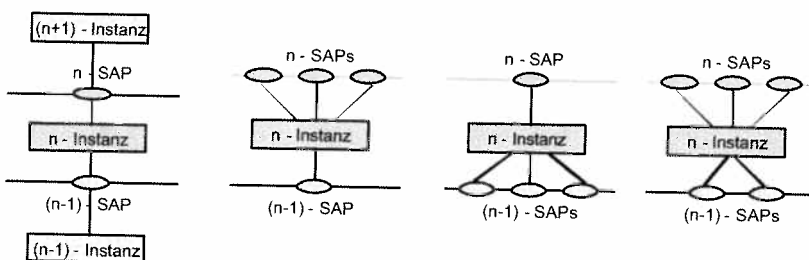 (n+1) - Instanz
n - SAP
n - Instanz
(n-1) - SAP
(n-1) - Instanz
n - SAPs
n - Instanz
(n-1) - SAP
n - SAP
n - Instanz
(n-1) - SAPs
n - SAPs
n - Instanz
(n-1) - SAPs